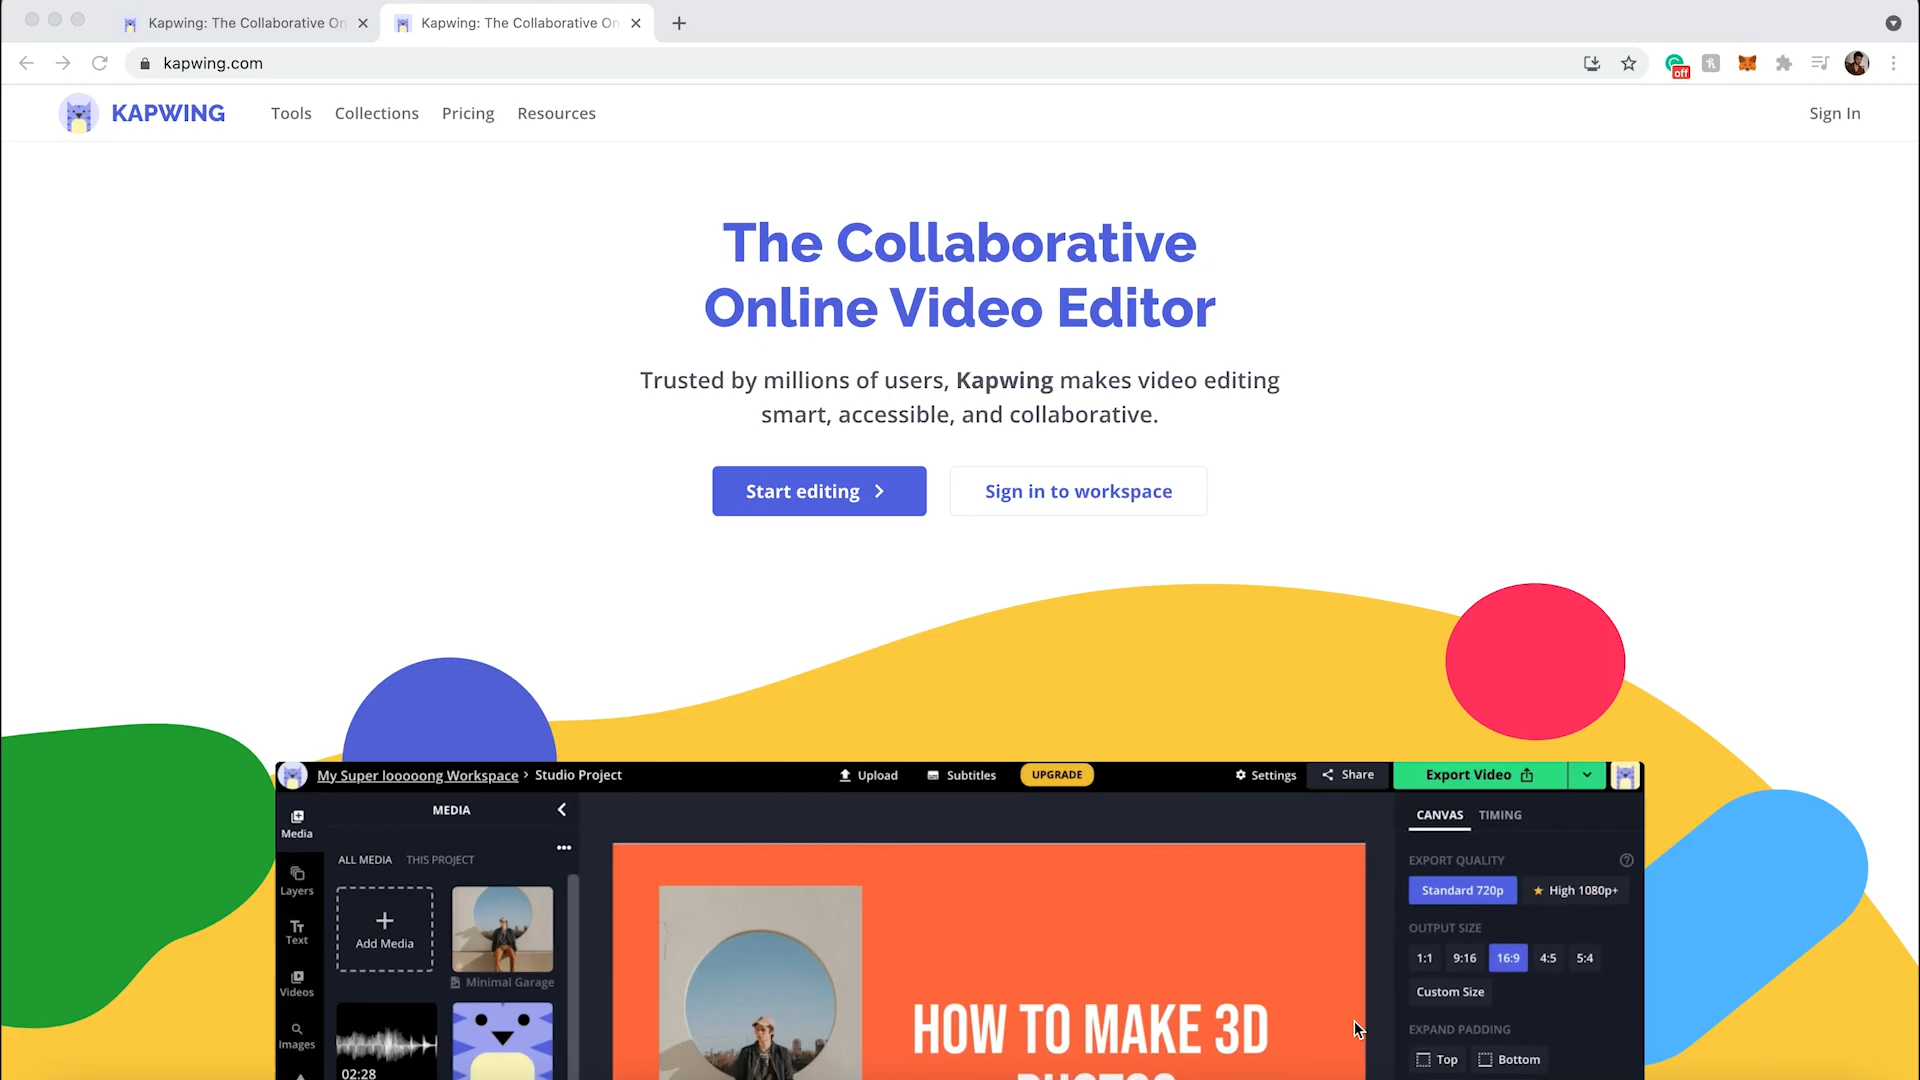 Kapwing: The Collaborative On
Kapwing: The Collaborative On
kapwing.com
off
KAPWING
Tools
Collections
Pricing
Resources
Sign In
The Collaborative
Online Video Editor
Trusted by millions of users, Kapwing makes video editing
smart, accessible, and collaborative.
Start editing
Sign in to workspace
My Super looooong Workspace > Studio Project
Upload
Subtitles
UPGRADE
Settings
Share
Export Video
Media
Layers
Text
Videos
Images
MEDIA
ALL MEDIA
THIS PROJECT
Add Media
Minimal Garage
02:28
HOW TO MAKE 3D
PHOTOS
CANVAS
TIMING
EXPORT QUALITY
Standard 720p
High 1080p+
OUTPUT SIZE
1:1
9:16
16:9
4:5
5:4
Custom Size
EXPAND PADDING
Top
Bottom